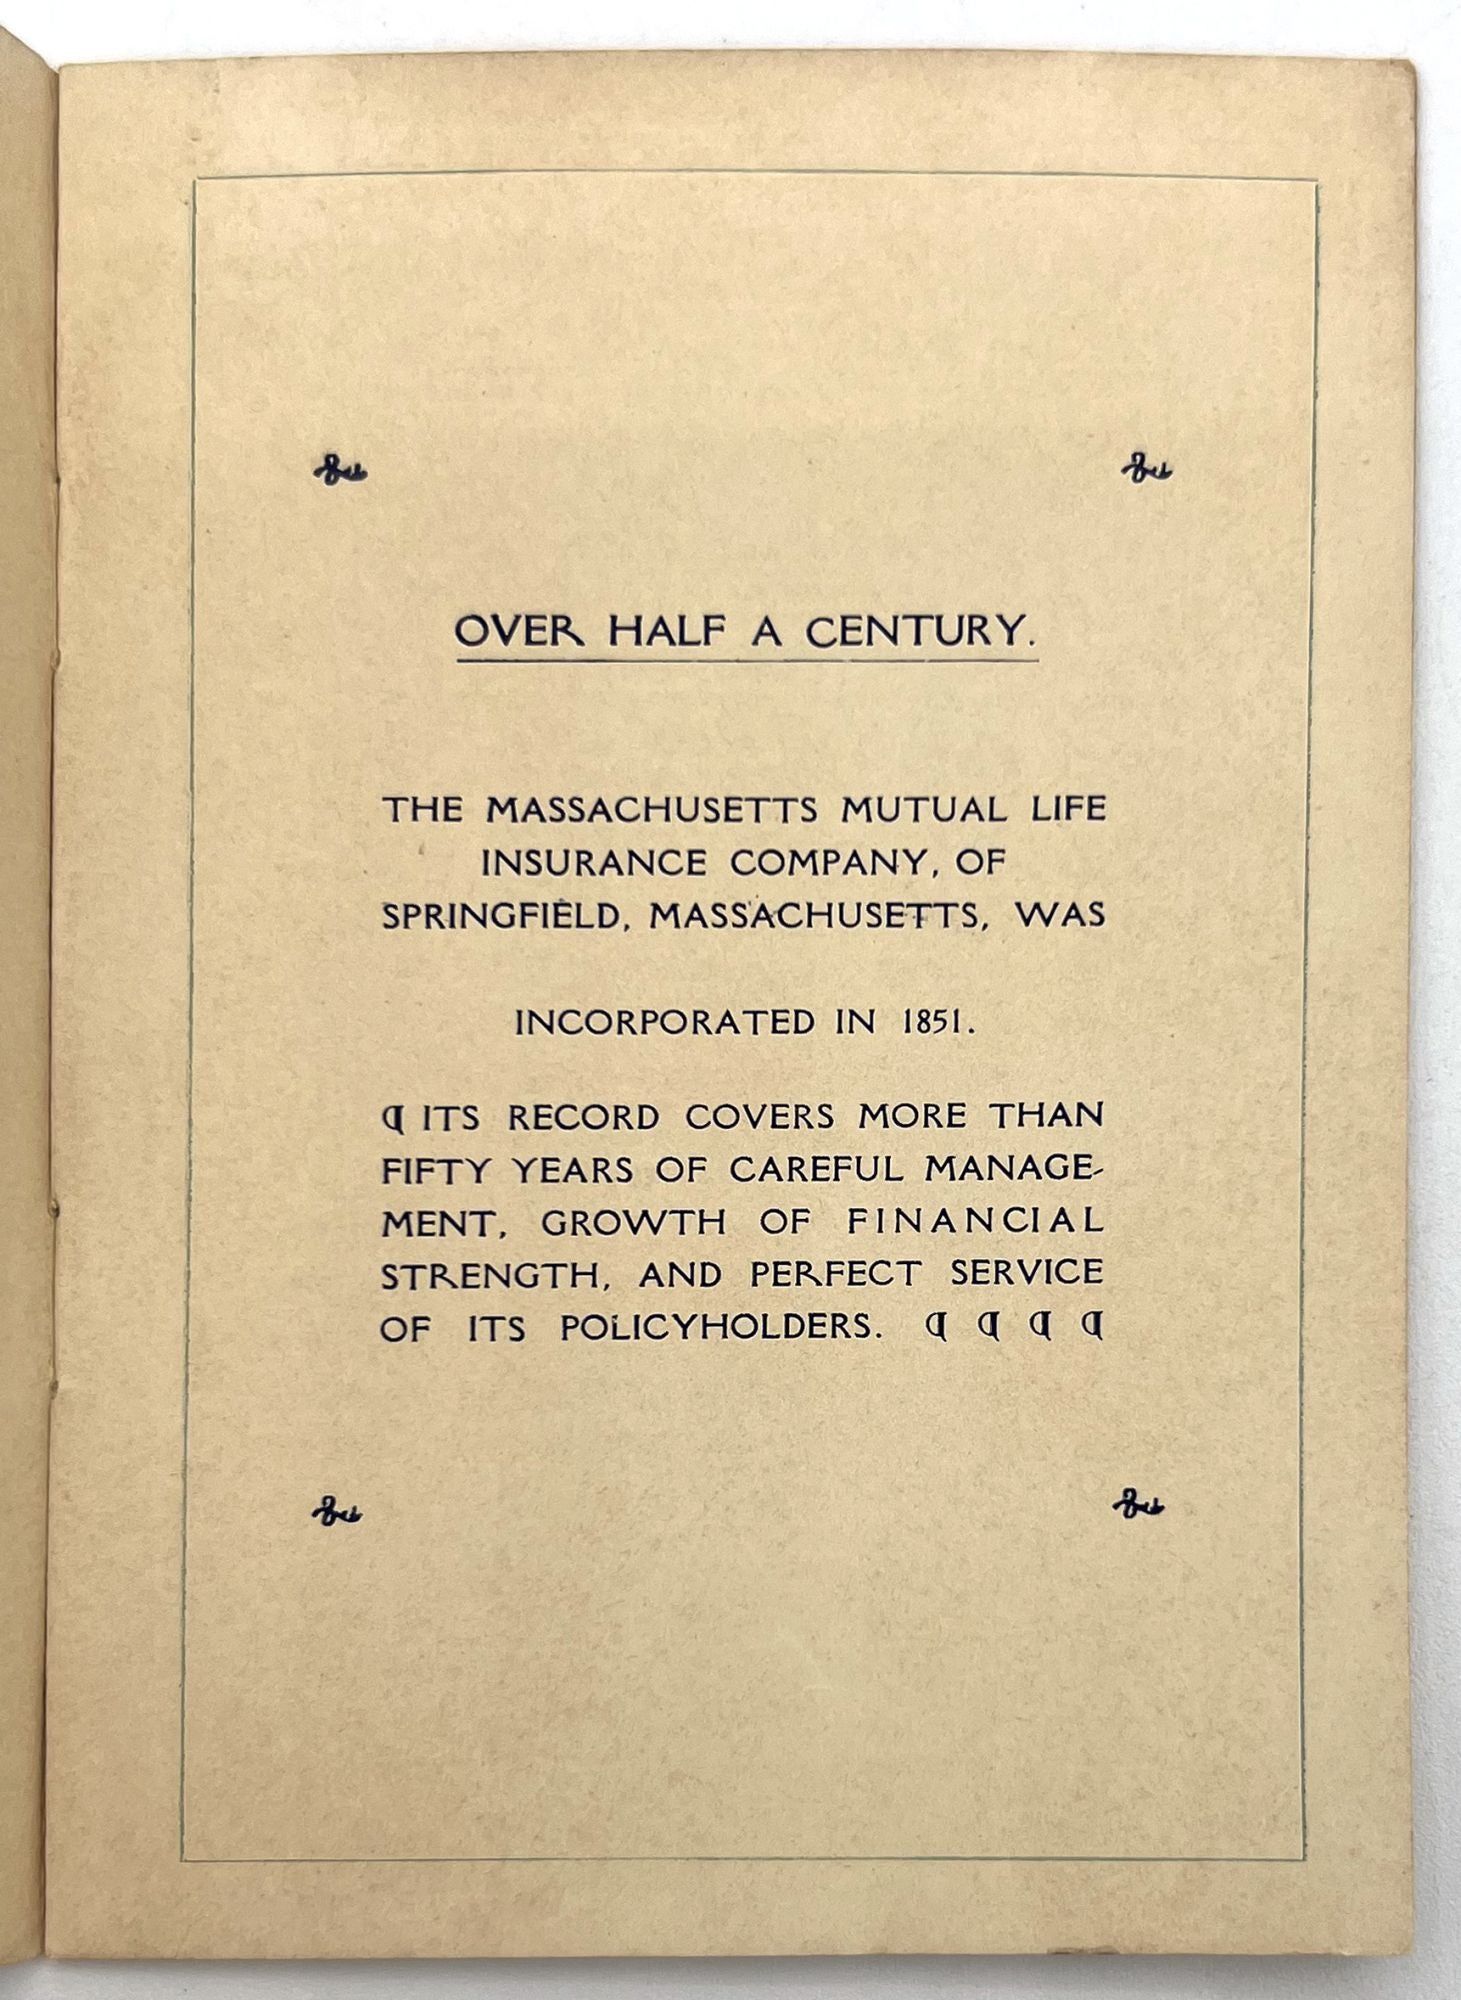 OVER HALF A CENTURY.
THE MASSACHUSETTS MUTUAL LIFE
INSURANCE COMPANY, OF
SPRINGFIELD, MASSACHUSETTS, WAS
INCORPORATED IN 1851.
¶ ITS RECORD COVERS MORE THAN
FIFTY YEARS OF CAREFUL MANAGE-
MENT, GROWTH OF FINANCIAL
STRENGTH, AND PERFECT SERVICE
OF ITS POLICYHOLDERS. ¶ ¶ ¶ ¶